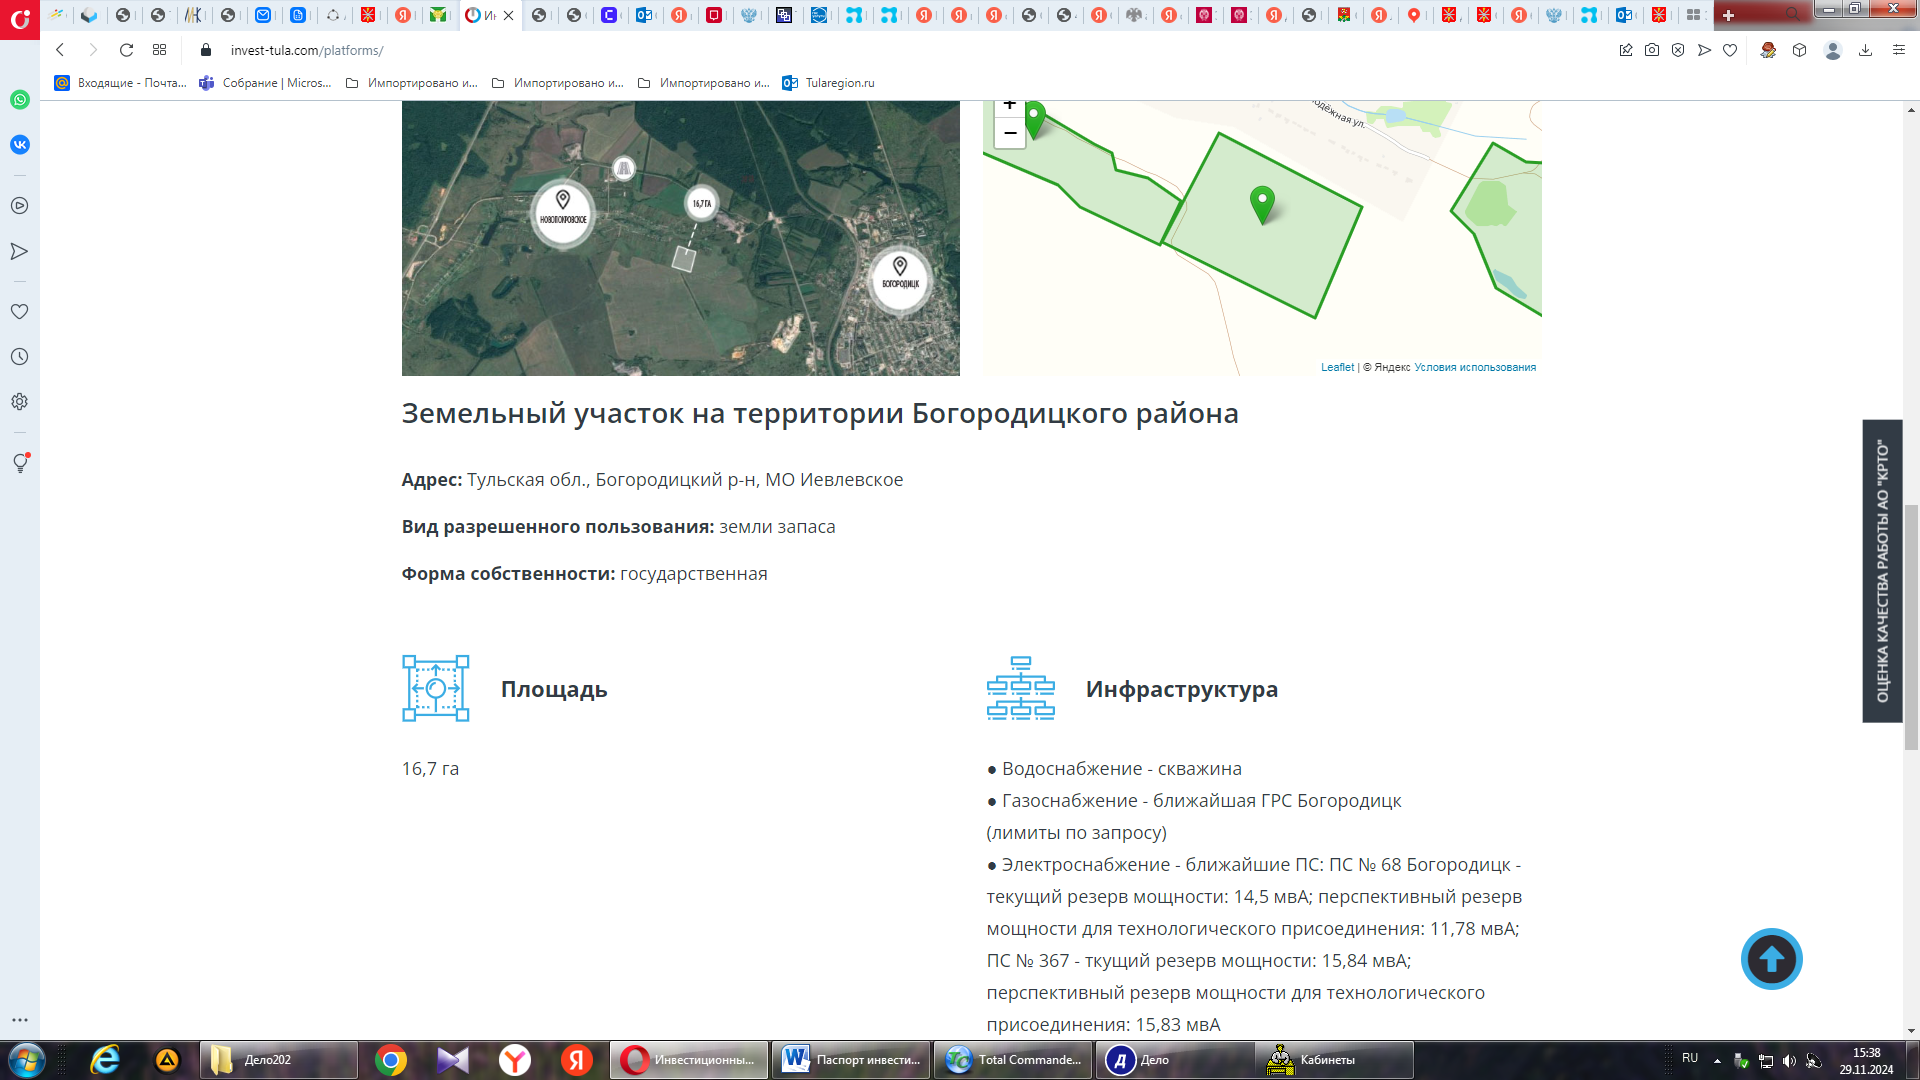 Ин
invest-tula.com/platforms/
Входящие - Почта...
Собрание | Micros...
Импортировано и...
Импортировано и...
Импортировано и...
Tularegion.ru
НОВОПОКРОВСКОЕ
16,7 ГА
БОГОРОДИЦК
+
−
одёжная ул.
Leaflet | © Яндекс Условия использования
Земельный участок на территории Богородицкого района
Адрес: Тульская обл., Богородицкий р-н, МО Иевлевское
Вид разрешенного пользования: земли запаса
Форма собственности: государственная
Площадь
16,7 га
Инфраструктура
● Водоснабжение - скважина
● Газоснабжение - ближайшая ГРС Богородицк
(лимиты по запросу)
● Электроснабжение - ближайшие ПС: ПС № 68 Богородицк -
текущий резерв мощности: 14,5 мвА; перспективный резерв
мощности для технологического присоединения: 11,78 мвА;
ПС № 367 - ткущий резерв мощности: 15,84 мвА;
перспективный резерв мощности для технологического
присоединения: 15,83 мвА
ОЦЕНКА КАЧЕСТВА РАБОТЫ АО "КРТО"
Дело202
Инвестиционны...
Паспорт инвести...
Total Commande...
Дело
Кабинеты
RU
15:38
29.11.2024